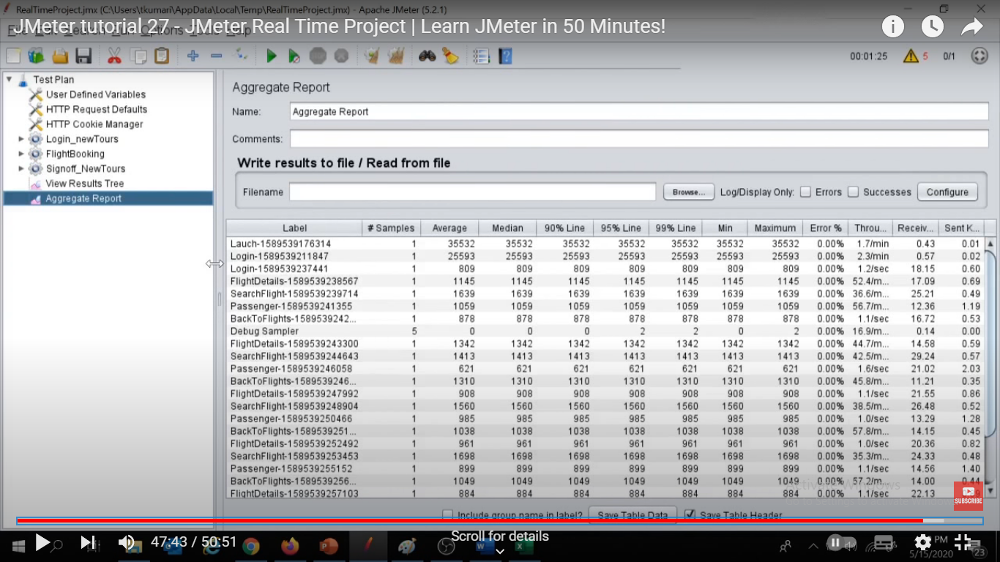 RealTimeProject.jmx (C:\Users\tkumari\AppData\Local\Temp\RealTimeProject.jmx) - Apache JMeter (5.2.1)
JMeter tutorial 27 - JMeter Real Time Project | Learn JMeter in 50 Minutes!
File Edit Search Run Options Tools Help
00:01:25 5 0/1
Test Plan
User Defined Variables
HTTP Request Defaults
HTTP Cookie Manager
Login_newTours
FlightBooking
Signoff_NewTours
View Results Tree
Aggregate Report
Aggregate Report
Name: Aggregate Report
Comments:
Write results to file / Read from file
Filename Browse... Log/Display Only: Errors Successes Configure
Label # Samples Average Median 90% Line 95% Line 99% Line Min Maximum Error % Throu... Receiv... Sent K...
Lauch-1589539176314 1 35532 35532 35532 35532 35532 35532 35532 0.00% 1.7/min 0.43 0.01
Login-1589539211847 1 25593 25593 25593 25593 25593 25593 25593 0.00% 2.3/min 0.57 0.02
Login-1589539237441 1 809 809 809 809 809 809 809 0.00% 1.2/sec 18.15 0.60
FlightDetails-1589539238567 1 1145 1145 1145 1145 1145 1145 1145 0.00% 52.4/m... 17.09 0.69
SearchFlight-1589539239714 1 1639 1639 1639 1639 1639 1639 1639 0.00% 36.6/m... 25.21 0.49
Passenger-1589539241355 1 1059 1059 1059 1059 1059 1059 1059 0.00% 56.7/m... 12.36 1.19
BackToFlights-1589539242... 1 878 878 878 878 878 878 878 0.00% 1.1/sec 16.72 0.53
Debug Sampler 5 0 0 0 2 2 0 2 0.00% 16.9/m... 0.14 0.00
FlightDetails-1589539243300 1 1342 1342 1342 1342 1342 1342 1342 0.00% 44.7/m... 14.58 0.59
SearchFlight-1589539244643 1 1413 1413 1413 1413 1413 1413 1413 0.00% 42.5/m... 29.24 0.57
Passenger-1589539246058 1 621 621 621 621 621 621 621 0.00% 1.6/sec 21.02 2.03
BackToFlights-1589539246... 1 1310 1310 1310 1310 1310 1310 1310 0.00% 45.8/m... 11.21 0.35
FlightDetails-1589539247992 1 908 908 908 908 908 908 908 0.00% 1.1/sec 21.55 0.86
SearchFlight-1589539248904 1 1560 1560 1560 1560 1560 1560 1560 0.00% 38.5/m... 26.48 0.52
Passenger-1589539250466 1 985 985 985 985 985 985 985 0.00% 1.0/sec 13.29 1.28
BackToFlights-1589539251... 1 1038 1038 1038 1038 1038 1038 1038 0.00% 57.8/m... 14.15 0.45
FlightDetails-1589539252492 1 961 961 961 961 961 961 961 0.00% 1.0/sec 20.36 0.82
SearchFlight-1589539253453 1 1698 1698 1698 1698 1698 1698 1698 0.00% 35.3/m... 24.33 0.48
Passenger-1589539255152 1 899 899 899 899 899 899 899 0.00% 1.1/sec 14.56 1.40
BackToFlights-1589539256... 1 1049 1049 1049 1049 1049 1049 1049 0.00% 57.2/m... 14.00 0.44
FlightDetails-1589539257103 1 884 884 884 884 884 884 884 0.00% 1.1/sec 22.13
Activate Windows
SUBSCRIBE
Include group name in label? Save Table Data Save Table Header
47:43 / 50:51
Scroll for details
PM
5/15/2020
23